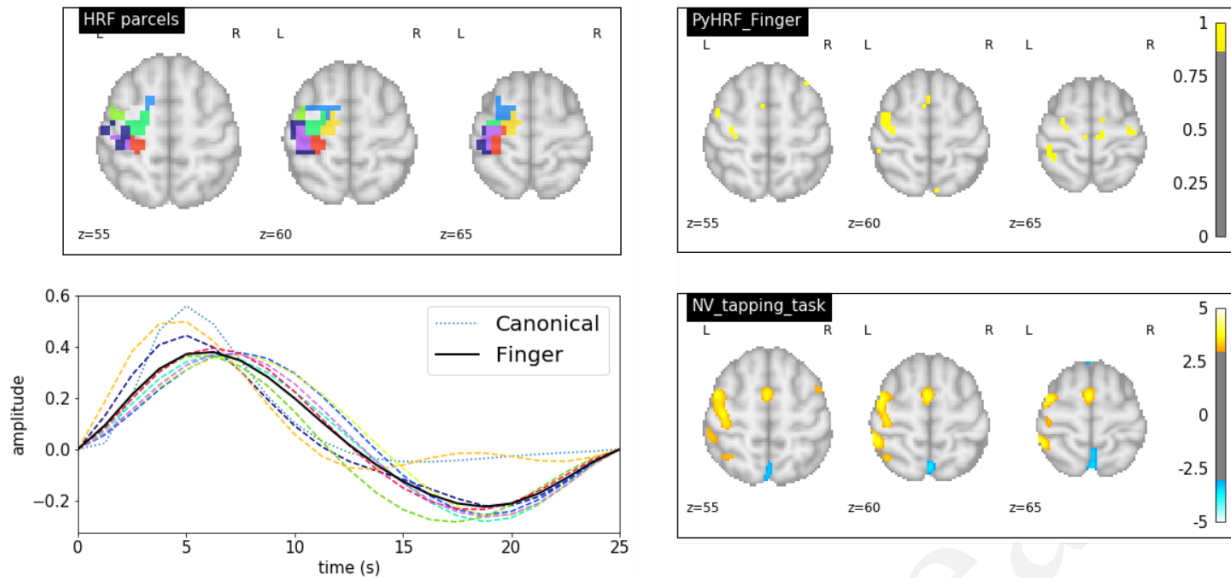 HRF parcels
L R L R L R
z=55 z=60 z=65
PyHRF_Finger
L R L R L R
z=55 z=60 z=65
1
0.75
0.5
0.25
0
0.6
0.4
0.2
0.0
−0.2
amplitude
Canonical
Finger
0 5 10 15 20 25
time (s)
NV_tapping_task
L R L R L R
z=55 z=60 z=65
5
2.5
0
-2.5
-5